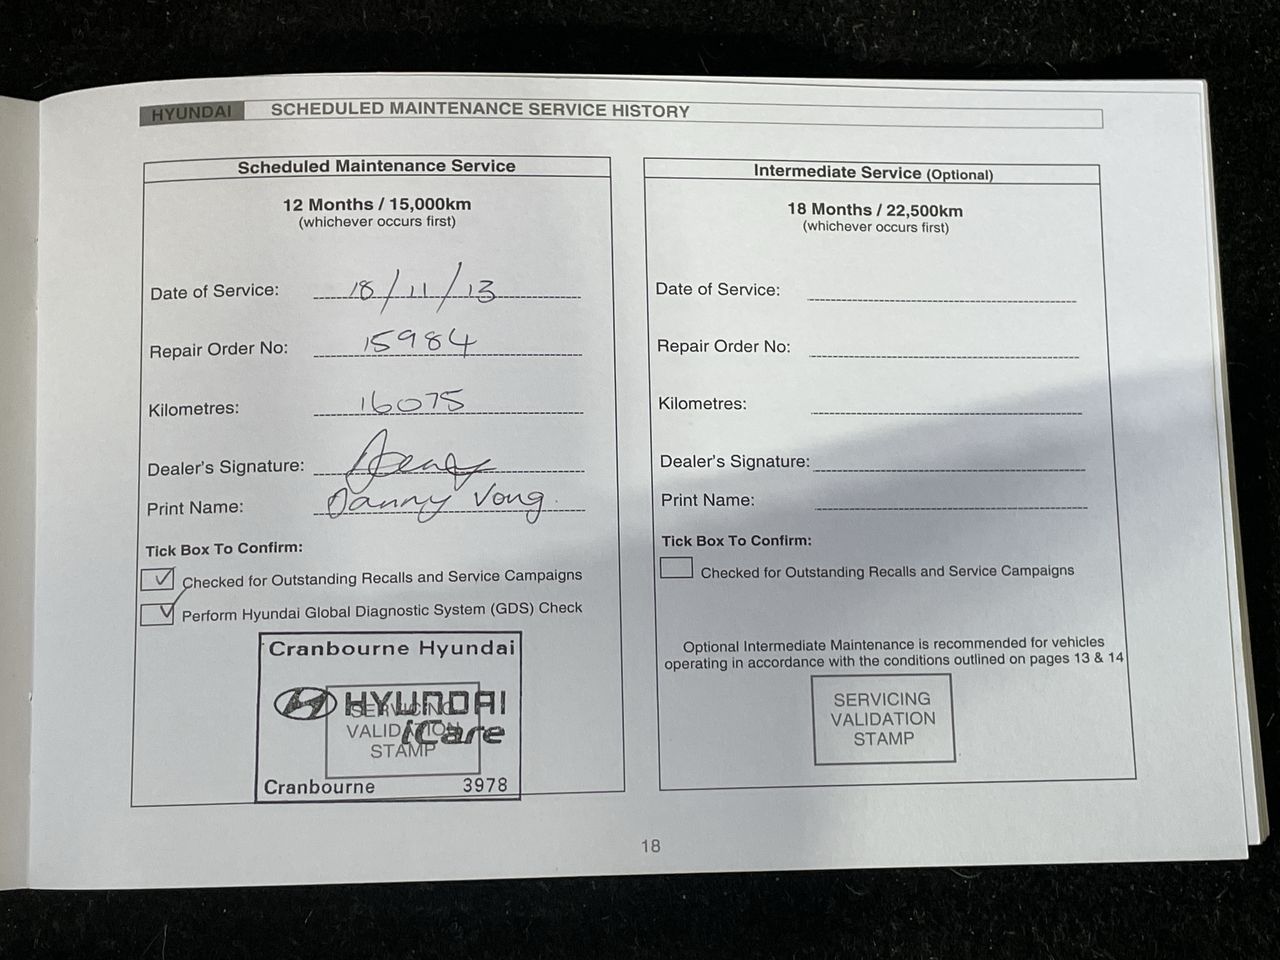 HYUNDAI SCHEDULED MAINTENANCE SERVICE HISTORY
Scheduled Maintenance Service
12 Months / 15,000km
(whichever occurs first)
Date of Service: 18/11/13
Repair Order No: 15984
Kilometres: 16075
Dealer's Signature:
Print Name: Danny Vong
Tick Box To Confirm:
Checked for Outstanding Recalls and Service Campaigns
Perform Hyundai Global Diagnostic System (GDS) Check
Cranbourne Hyundai
HYUNDAI
iCare
Cranbourne 3978
SERVICING
VALIDATION
STAMP
Intermediate Service (Optional)
18 Months / 22,500km
(whichever occurs first)
Date of Service:
Repair Order No:
Kilometres:
Dealer's Signature:
Print Name:
Tick Box To Confirm:
Checked for Outstanding Recalls and Service Campaigns
Optional Intermediate Maintenance is recommended for vehicles
operating in accordance with the conditions outlined on pages 13 & 14
SERVICING
VALIDATION
STAMP
18